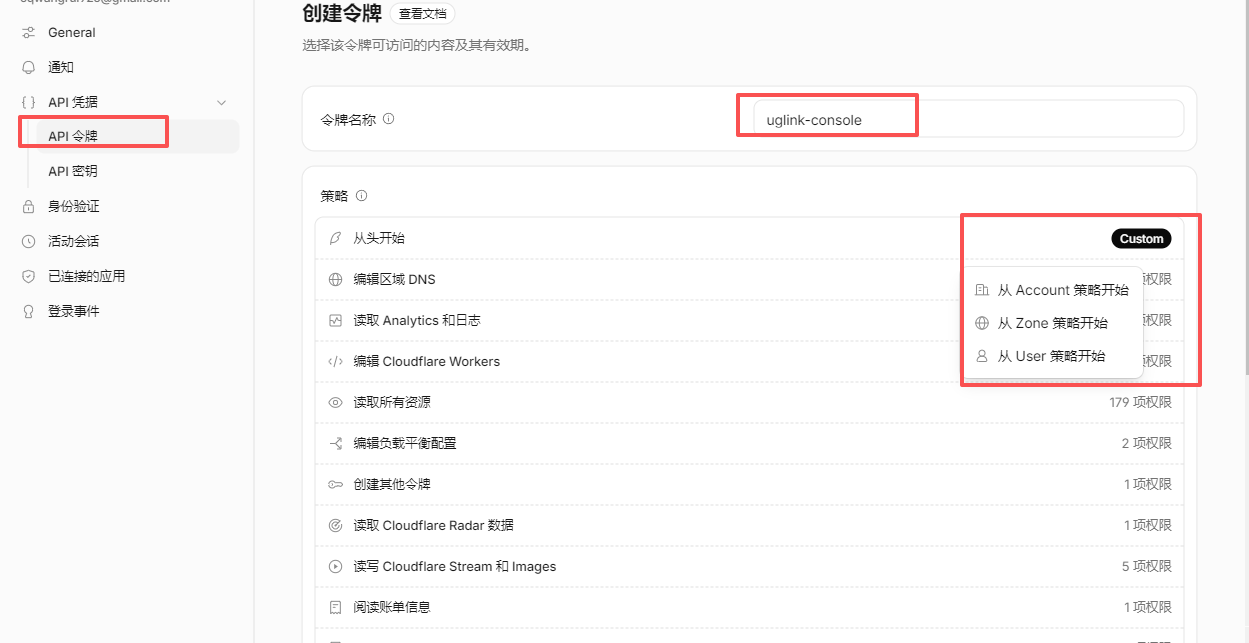 创建令牌 查看文档
General
选择该令牌可访问的内容及其有效期。
通知
API 凭据
令牌名称 uglink-console
API 令牌
API 密钥
策略
身份验证
从头开始 Custom
活动会话
已连接的应用
编辑区域 DNS 权限
从 Account 策略开始
登录事件
读取 Analytics 和日志 权限
从 Zone 策略开始
编辑 Cloudflare Workers 权限
从 User 策略开始
读取所有资源 179 项权限
编辑负载平衡配置 2 项权限
创建其他令牌 1 项权限
读取 Cloudflare Radar 数据 1 项权限
读写 Cloudflare Stream 和 Images 5 项权限
阅读账单信息 1 项权限